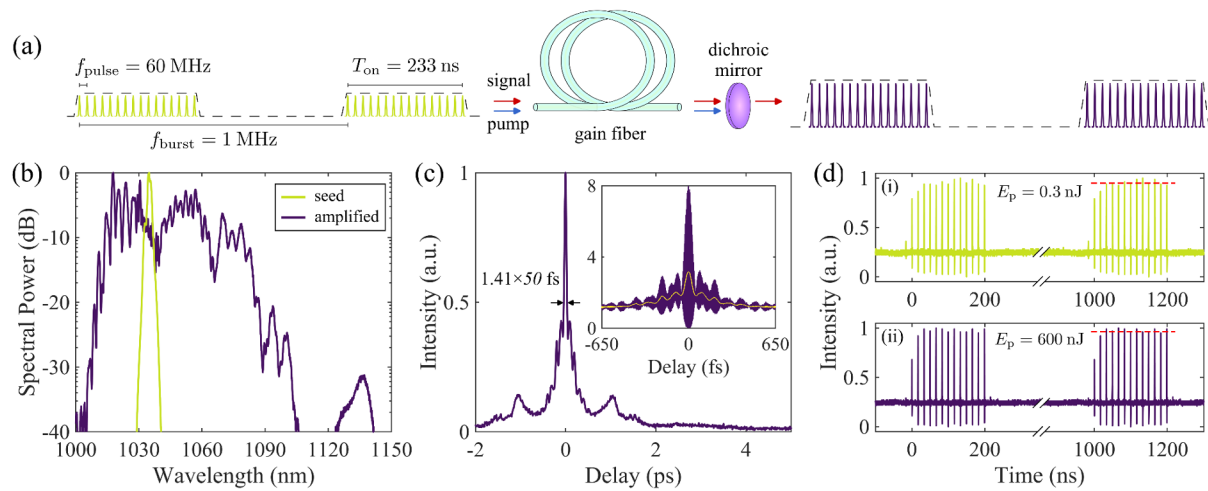 (a)
f_pulse = 60 MHz
T_on = 233 ns
f_burst = 1 MHz
signal
pump
gain fiber
dichroic
mirror
(b)
Spectral Power (dB)
0
-10
-20
-30
-40
1000
1030
1060
1090
1120
1150
Wavelength (nm)
seed
amplified
(c)
Intensity (a.u.)
1
0.5
0
-2
0
2
4
Delay (ps)
1.41×50 fs
8
4
0
-650
0
650
Delay (fs)
(d)
Intensity (a.u.)
(i)
E_p = 0.3 nJ
1
0.5
0
0
200
1000
1200
(ii)
E_p = 600 nJ
1
0.5
0
0
200
1000
1200
Time (ns)